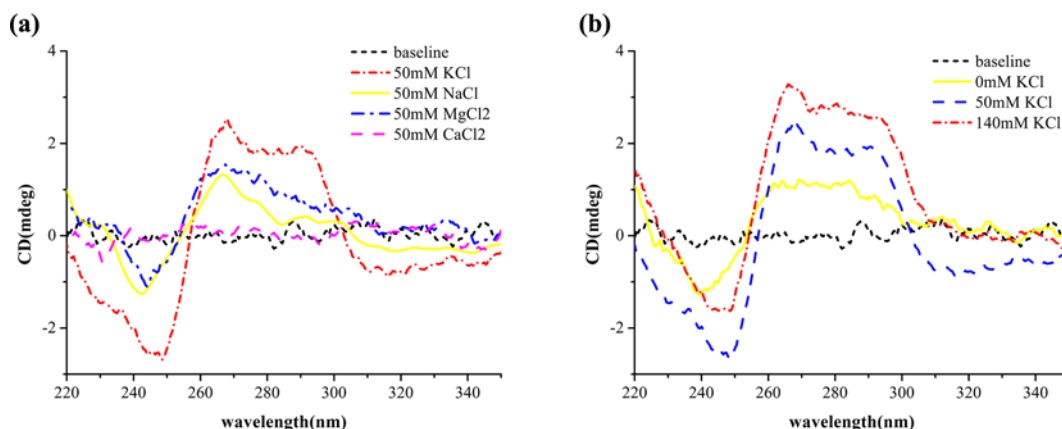 (a)
baseline
50mM KCl
50mM NaCl
50mM MgCl2
50mM CaCl2
4
2
0
-2
CD(mdeg)
220 240 260 280 300 320 340
wavelength(nm)
(b)
baseline
0mM KCl
50mM KCl
140mM KCl
4
2
0
-2
CD(mdeg)
220 240 260 280 300 320 340
wavelength(nm)